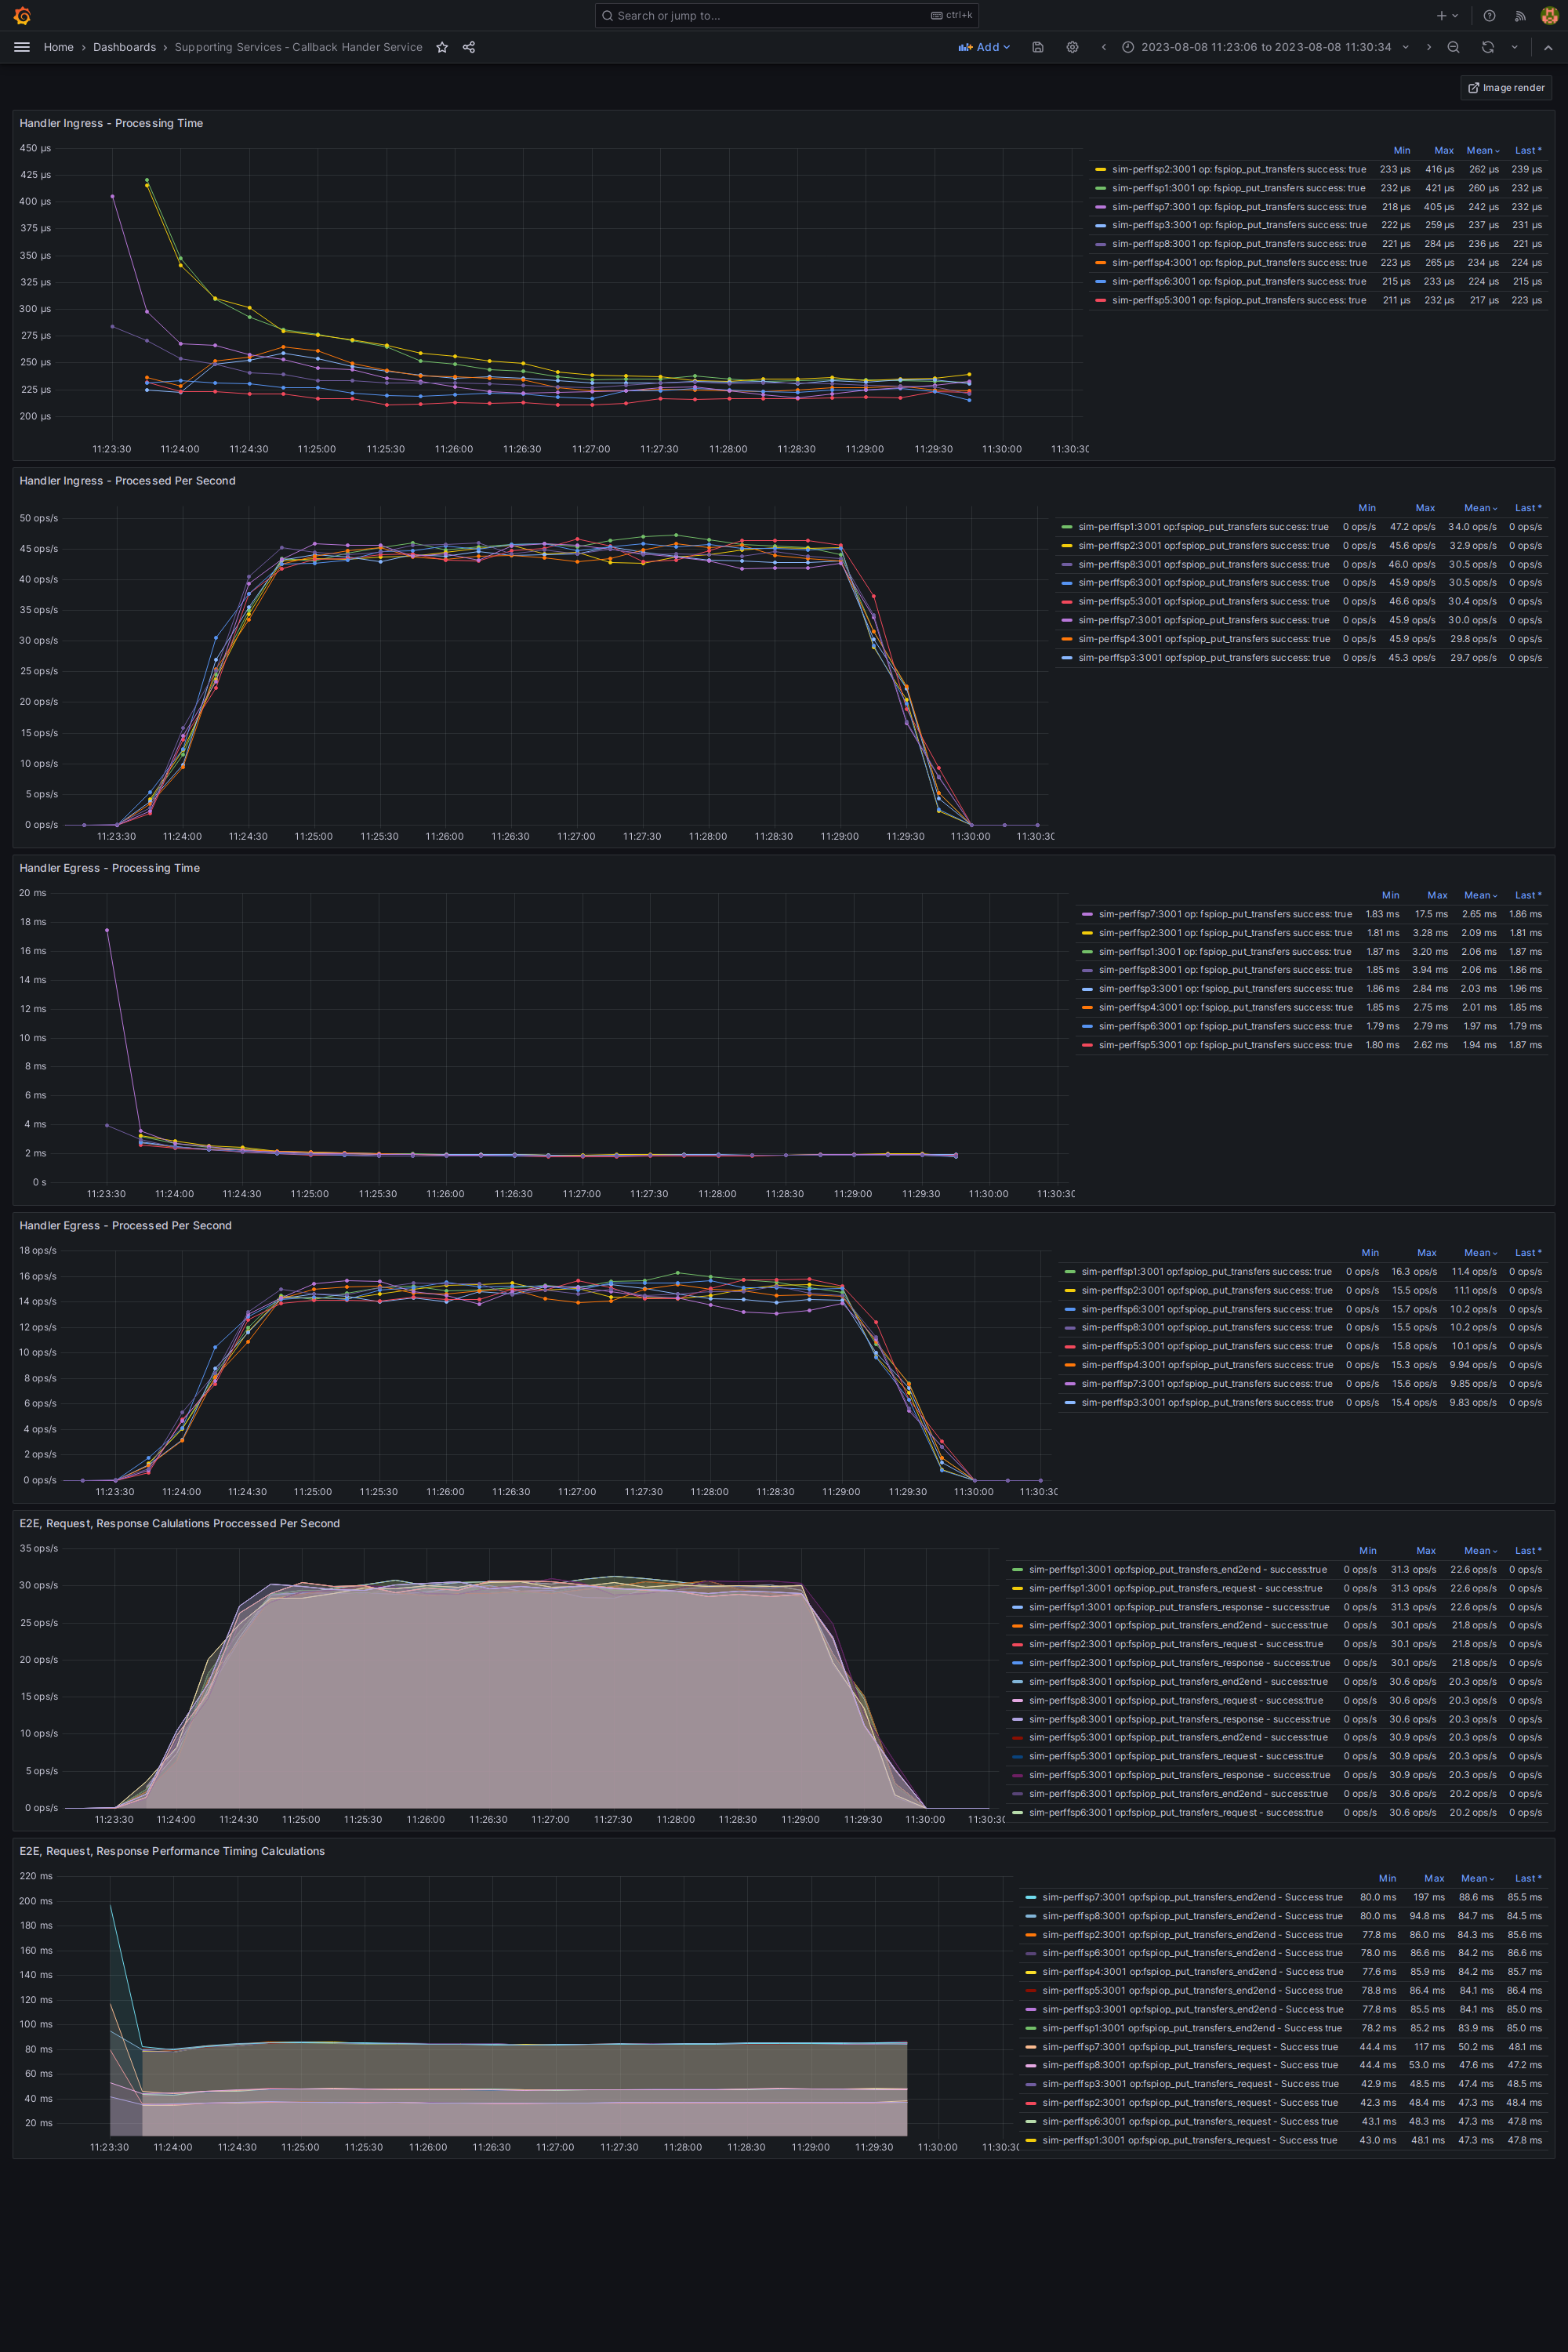 Search or jump to...
ctrl+k
Home › Dashboards › Supporting Services - Callback Hander Service
Add
2023-08-08 11:23:06 to 2023-08-08 11:30:34
Image render
Handler Ingress - Processing Time
450 µs
425 µs
400 µs
375 µs
350 µs
325 µs
300 µs
275 µs
250 µs
225 µs
200 µs
11:23:30 11:24:00 11:24:30 11:25:00 11:25:30 11:26:00 11:26:30 11:27:00 11:27:30 11:28:00 11:28:30 11:29:00 11:29:30 11:30:00 11:30:30
Min Max Mean Last *
sim-perffsp2:3001 op: fspiop_put_transfers success: true 233 µs 416 µs 262 µs 239 µs
sim-perffsp1:3001 op: fspiop_put_transfers success: true 232 µs 421 µs 260 µs 232 µs
sim-perffsp7:3001 op: fspiop_put_transfers success: true 218 µs 405 µs 242 µs 232 µs
sim-perffsp3:3001 op: fspiop_put_transfers success: true 222 µs 259 µs 237 µs 231 µs
sim-perffsp8:3001 op: fspiop_put_transfers success: true 221 µs 284 µs 236 µs 221 µs
sim-perffsp4:3001 op: fspiop_put_transfers success: true 223 µs 265 µs 234 µs 224 µs
sim-perffsp6:3001 op: fspiop_put_transfers success: true 215 µs 233 µs 224 µs 215 µs
sim-perffsp5:3001 op: fspiop_put_transfers success: true 211 µs 232 µs 217 µs 223 µs
Handler Ingress - Processed Per Second
50 ops/s
45 ops/s
40 ops/s
35 ops/s
30 ops/s
25 ops/s
20 ops/s
15 ops/s
10 ops/s
5 ops/s
0 ops/s
11:23:30 11:24:00 11:24:30 11:25:00 11:25:30 11:26:00 11:26:30 11:27:00 11:27:30 11:28:00 11:28:30 11:29:00 11:29:30 11:30:00 11:30:30
Min Max Mean Last *
sim-perffsp1:3001 op:fspiop_put_transfers success: true 0 ops/s 47.2 ops/s 34.0 ops/s 0 ops/s
sim-perffsp2:3001 op:fspiop_put_transfers success: true 0 ops/s 45.6 ops/s 32.9 ops/s 0 ops/s
sim-perffsp8:3001 op:fspiop_put_transfers success: true 0 ops/s 46.0 ops/s 30.5 ops/s 0 ops/s
sim-perffsp6:3001 op:fspiop_put_transfers success: true 0 ops/s 45.9 ops/s 30.5 ops/s 0 ops/s
sim-perffsp5:3001 op:fspiop_put_transfers success: true 0 ops/s 46.6 ops/s 30.4 ops/s 0 ops/s
sim-perffsp7:3001 op:fspiop_put_transfers success: true 0 ops/s 45.9 ops/s 30.0 ops/s 0 ops/s
sim-perffsp4:3001 op:fspiop_put_transfers success: true 0 ops/s 45.9 ops/s 29.8 ops/s 0 ops/s
sim-perffsp3:3001 op:fspiop_put_transfers success: true 0 ops/s 45.3 ops/s 29.7 ops/s 0 ops/s
Handler Egress - Processing Time
20 ms
18 ms
16 ms
14 ms
12 ms
10 ms
8 ms
6 ms
4 ms
2 ms
0 s
11:23:30 11:24:00 11:24:30 11:25:00 11:25:30 11:26:00 11:26:30 11:27:00 11:27:30 11:28:00 11:28:30 11:29:00 11:29:30 11:30:00 11:30:30
Min Max Mean Last *
sim-perffsp7:3001 op: fspiop_put_transfers success: true 1.83 ms 17.5 ms 2.65 ms 1.86 ms
sim-perffsp2:3001 op: fspiop_put_transfers success: true 1.81 ms 3.28 ms 2.09 ms 1.81 ms
sim-perffsp1:3001 op: fspiop_put_transfers success: true 1.87 ms 3.20 ms 2.06 ms 1.87 ms
sim-perffsp8:3001 op: fspiop_put_transfers success: true 1.85 ms 3.94 ms 2.06 ms 1.86 ms
sim-perffsp3:3001 op: fspiop_put_transfers success: true 1.86 ms 2.84 ms 2.03 ms 1.96 ms
sim-perffsp4:3001 op: fspiop_put_transfers success: true 1.85 ms 2.75 ms 2.01 ms 1.85 ms
sim-perffsp6:3001 op: fspiop_put_transfers success: true 1.79 ms 2.79 ms 1.97 ms 1.79 ms
sim-perffsp5:3001 op: fspiop_put_transfers success: true 1.80 ms 2.62 ms 1.94 ms 1.87 ms
Handler Egress - Processed Per Second
18 ops/s
16 ops/s
14 ops/s
12 ops/s
10 ops/s
8 ops/s
6 ops/s
4 ops/s
2 ops/s
0 ops/s
11:23:30 11:24:00 11:24:30 11:25:00 11:25:30 11:26:00 11:26:30 11:27:00 11:27:30 11:28:00 11:28:30 11:29:00 11:29:30 11:30:00 11:30:30
Min Max Mean Last *
sim-perffsp1:3001 op:fspiop_put_transfers success: true 0 ops/s 16.3 ops/s 11.4 ops/s 0 ops/s
sim-perffsp2:3001 op:fspiop_put_transfers success: true 0 ops/s 15.5 ops/s 11.1 ops/s 0 ops/s
sim-perffsp6:3001 op:fspiop_put_transfers success: true 0 ops/s 15.7 ops/s 10.2 ops/s 0 ops/s
sim-perffsp8:3001 op:fspiop_put_transfers success: true 0 ops/s 15.5 ops/s 10.2 ops/s 0 ops/s
sim-perffsp5:3001 op:fspiop_put_transfers success: true 0 ops/s 15.8 ops/s 10.1 ops/s 0 ops/s
sim-perffsp4:3001 op:fspiop_put_transfers success: true 0 ops/s 15.3 ops/s 9.94 ops/s 0 ops/s
sim-perffsp7:3001 op:fspiop_put_transfers success: true 0 ops/s 15.6 ops/s 9.85 ops/s 0 ops/s
sim-perffsp3:3001 op:fspiop_put_transfers success: true 0 ops/s 15.4 ops/s 9.83 ops/s 0 ops/s
E2E, Request, Response Calulations Proccessed Per Second
35 ops/s
30 ops/s
25 ops/s
20 ops/s
15 ops/s
10 ops/s
5 ops/s
0 ops/s
11:23:30 11:24:00 11:24:30 11:25:00 11:25:30 11:26:00 11:26:30 11:27:00 11:27:30 11:28:00 11:28:30 11:29:00 11:29:30 11:30:00 11:30:30
Min Max Mean Last *
sim-perffsp1:3001 op:fspiop_put_transfers_end2end - success:true 0 ops/s 31.3 ops/s 22.6 ops/s 0 ops/s
sim-perffsp1:3001 op:fspiop_put_transfers_request - success:true 0 ops/s 31.3 ops/s 22.6 ops/s 0 ops/s
sim-perffsp1:3001 op:fspiop_put_transfers_response - success:true 0 ops/s 31.3 ops/s 22.6 ops/s 0 ops/s
sim-perffsp2:3001 op:fspiop_put_transfers_end2end - success:true 0 ops/s 30.1 ops/s 21.8 ops/s 0 ops/s
sim-perffsp2:3001 op:fspiop_put_transfers_request - success:true 0 ops/s 30.1 ops/s 21.8 ops/s 0 ops/s
sim-perffsp2:3001 op:fspiop_put_transfers_response - success:true 0 ops/s 30.1 ops/s 21.8 ops/s 0 ops/s
sim-perffsp8:3001 op:fspiop_put_transfers_end2end - success:true 0 ops/s 30.6 ops/s 20.3 ops/s 0 ops/s
sim-perffsp8:3001 op:fspiop_put_transfers_request - success:true 0 ops/s 30.6 ops/s 20.3 ops/s 0 ops/s
sim-perffsp8:3001 op:fspiop_put_transfers_response - success:true 0 ops/s 30.6 ops/s 20.3 ops/s 0 ops/s
sim-perffsp5:3001 op:fspiop_put_transfers_end2end - success:true 0 ops/s 30.9 ops/s 20.3 ops/s 0 ops/s
sim-perffsp5:3001 op:fspiop_put_transfers_request - success:true 0 ops/s 30.9 ops/s 20.3 ops/s 0 ops/s
sim-perffsp5:3001 op:fspiop_put_transfers_response - success:true 0 ops/s 30.9 ops/s 20.3 ops/s 0 ops/s
sim-perffsp6:3001 op:fspiop_put_transfers_end2end - success:true 0 ops/s 30.6 ops/s 20.2 ops/s 0 ops/s
sim-perffsp6:3001 op:fspiop_put_transfers_request - success:true 0 ops/s 30.6 ops/s 20.2 ops/s 0 ops/s
E2E, Request, Response Performance Timing Calculations
220 ms
200 ms
180 ms
160 ms
140 ms
120 ms
100 ms
80 ms
60 ms
40 ms
20 ms
11:23:30 11:24:00 11:24:30 11:25:00 11:25:30 11:26:00 11:26:30 11:27:00 11:27:30 11:28:00 11:28:30 11:29:00 11:29:30 11:30:00 11:30:30
Min Max Mean Last *
sim-perffsp7:3001 op:fspiop_put_transfers_end2end - Success true 80.0 ms 197 ms 88.6 ms 85.5 ms
sim-perffsp8:3001 op:fspiop_put_transfers_end2end - Success true 80.0 ms 94.8 ms 84.7 ms 84.5 ms
sim-perffsp2:3001 op:fspiop_put_transfers_end2end - Success true 77.8 ms 86.0 ms 84.3 ms 85.6 ms
sim-perffsp6:3001 op:fspiop_put_transfers_end2end - Success true 78.0 ms 86.6 ms 84.2 ms 86.6 ms
sim-perffsp4:3001 op:fspiop_put_transfers_end2end - Success true 77.6 ms 85.9 ms 84.2 ms 85.7 ms
sim-perffsp5:3001 op:fspiop_put_transfers_end2end - Success true 78.8 ms 86.4 ms 84.1 ms 86.4 ms
sim-perffsp3:3001 op:fspiop_put_transfers_end2end - Success true 77.8 ms 85.5 ms 84.1 ms 85.0 ms
sim-perffsp1:3001 op:fspiop_put_transfers_end2end - Success true 78.2 ms 85.2 ms 83.9 ms 85.0 ms
sim-perffsp7:3001 op:fspiop_put_transfers_request - Success true 44.4 ms 117 ms 50.2 ms 48.1 ms
sim-perffsp8:3001 op:fspiop_put_transfers_request - Success true 44.4 ms 53.0 ms 47.6 ms 47.2 ms
sim-perffsp3:3001 op:fspiop_put_transfers_request - Success true 42.9 ms 48.5 ms 47.4 ms 48.5 ms
sim-perffsp2:3001 op:fspiop_put_transfers_request - Success true 42.3 ms 48.4 ms 47.3 ms 48.4 ms
sim-perffsp6:3001 op:fspiop_put_transfers_request - Success true 43.1 ms 48.3 ms 47.3 ms 47.8 ms
sim-perffsp1:3001 op:fspiop_put_transfers_request - Success true 43.0 ms 48.1 ms 47.3 ms 47.8 ms